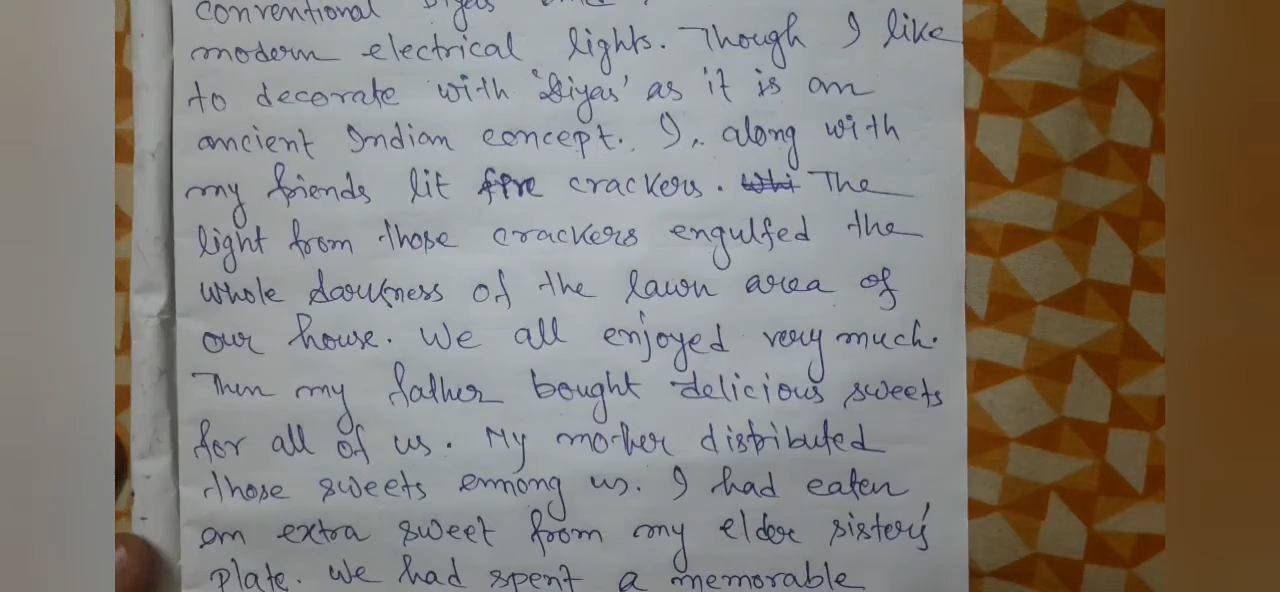 conventional
modern electrical lights. Though I like
to decorate with 'Diyas' as it is an
ancient Indian concept. I, along with
my friends lit fire crackers. The
light from those crackers engulfed the
whole darkness of the lawn area of
our house. We all enjoyed very much.
Then my father bought delicious sweets
for all of us. My mother distributed
those sweets among us. I had eaten
an extra sweet from my elder sister's
plate. We had spent a memorable